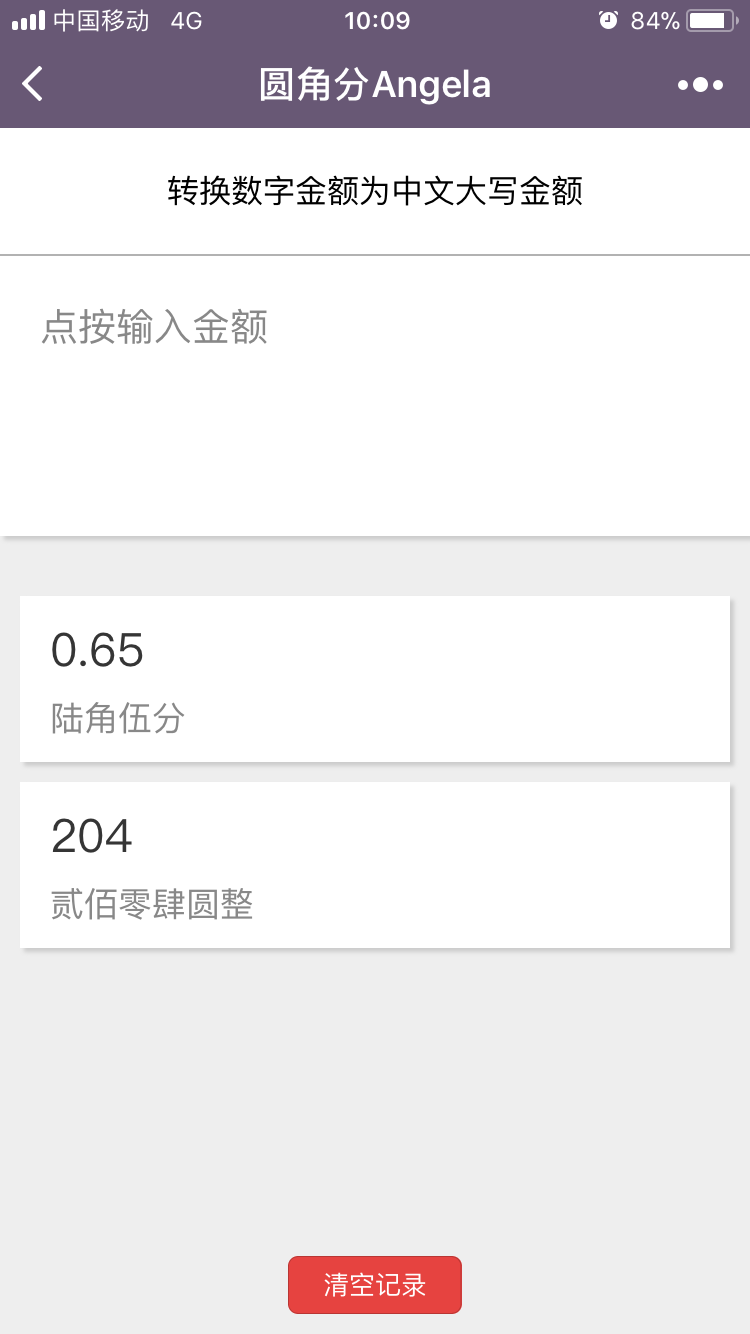 中国移动 4G 10:09 84%
圆角分Angela
转换数字金额为中文大写金额
点按输入金额
0.65
陆角伍分
204
贰佰零肆圆整
清空记录